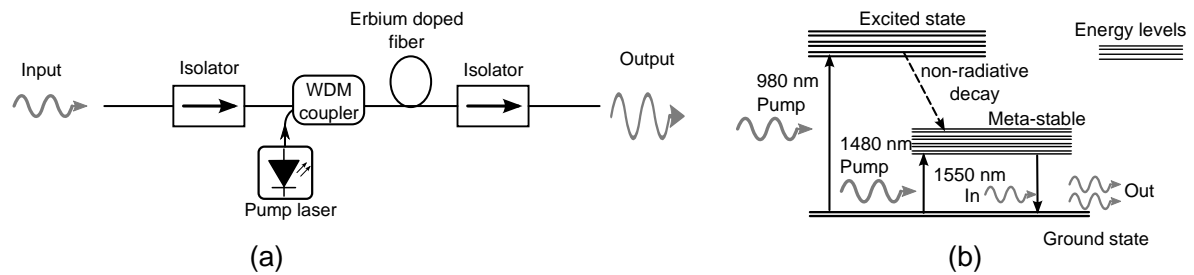 Erbium doped
fiber
Input
Isolator
WDM
coupler
Isolator
Output
Pump laser
(a)
Excited state
Energy levels
980 nm
Pump
non-radiative
decay
Meta-stable
1480 nm
Pump
1550 nm
In
Out
Ground state
(b)